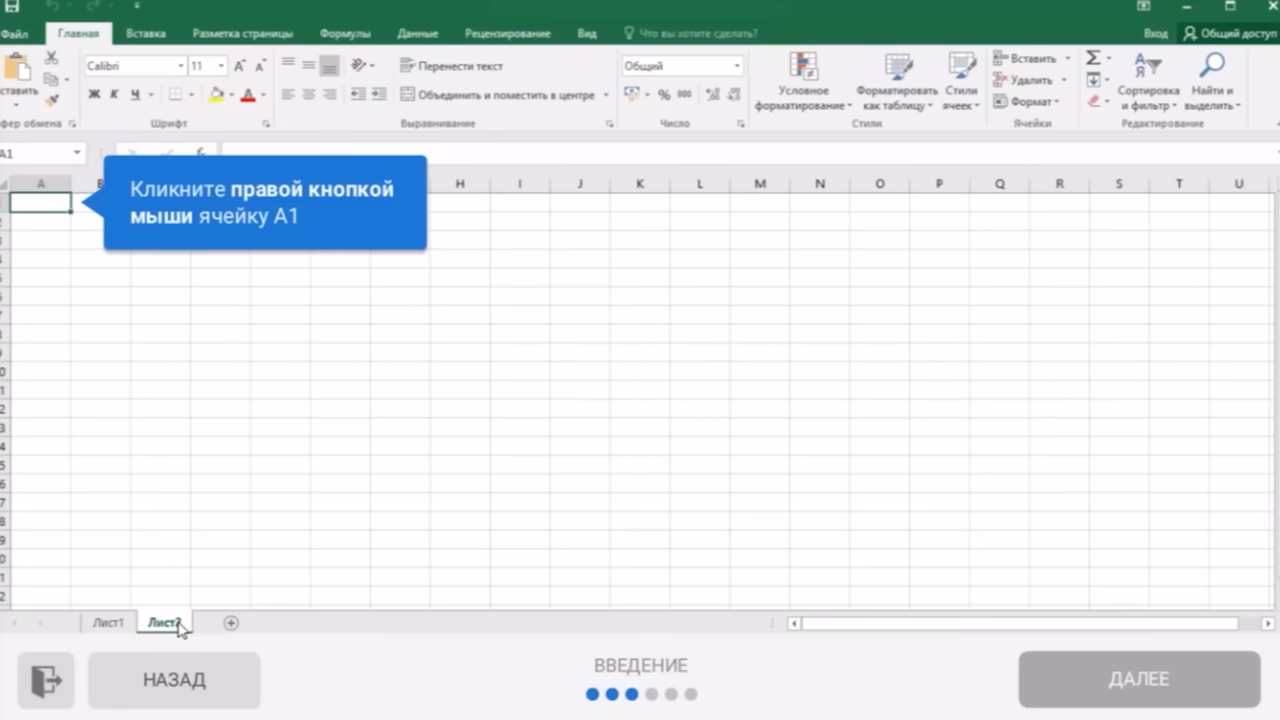 Файл Главная Вставка Разметка страницы Формулы Данные Рецензирование Вид Что вы хотите сделать? Вход Общий доступ
Calibri 11 Перенести текст Общий Вставить
Ж К Ч Объединить и поместить в центре % 000 Условное форматирование Форматировать как таблицу Стили ячеек Удалить Формат Сортировка и фильтр Найти и выделить
Шрифт Выравнивание Число Стили Ячейки Редактирование
A1
A H I J K L M N O P Q R S T U
Кликните правой кнопкой
мыши ячейку A1
Лист1 Лист2
НАЗАД ВВЕДЕНИЕ ДАЛЕЕ